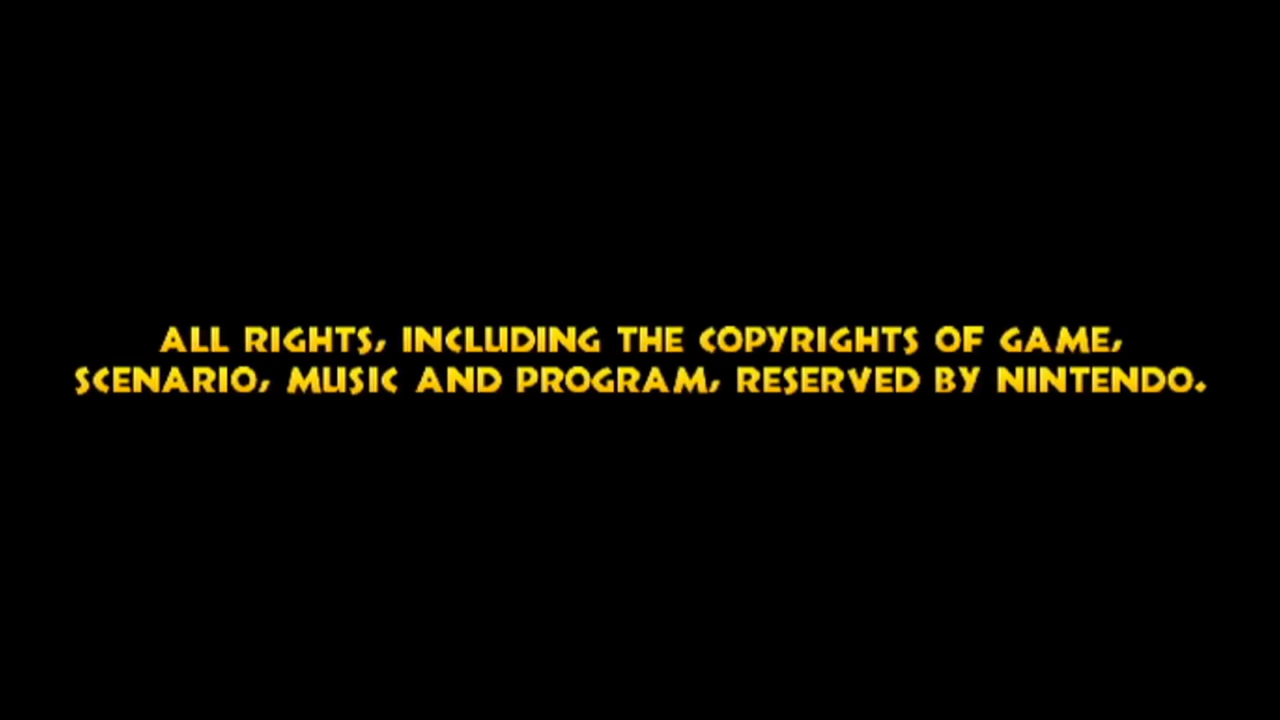 ALL RIGHTS, INCLUDING THE COPYRIGHTS OF GAME,
SCENARIO, MUSIC AND PROGRAM, RESERVED BY NINTENDO.